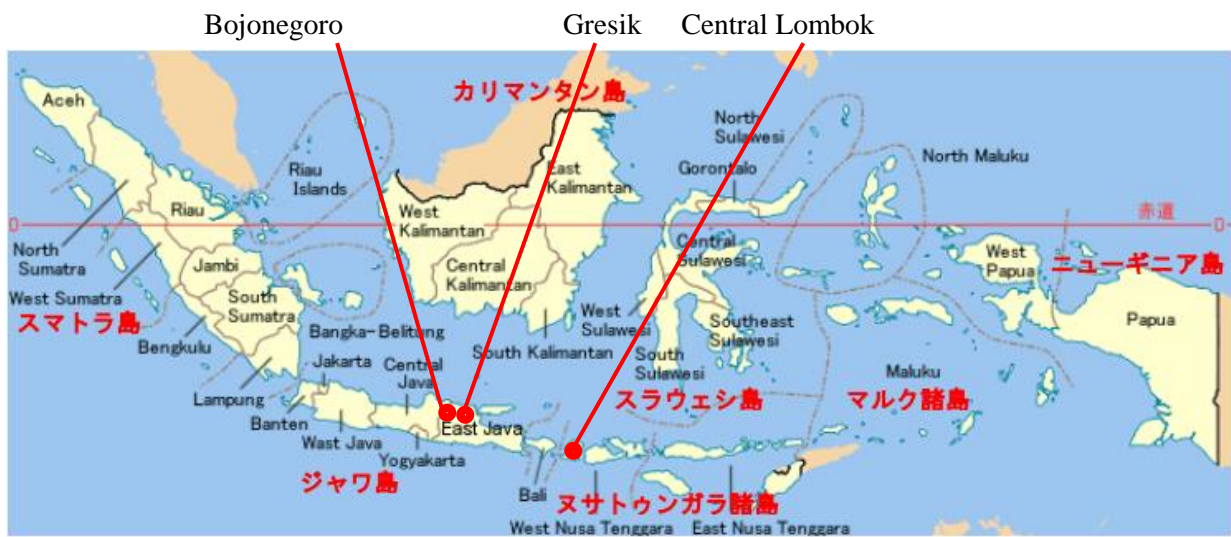 Bojonegoro
Gresik
Central Lombok
カリマンタン島
Aceh
Riau
Islands
North
Sulawesi
Gorontalo
North Maluku
East
Kalimantan
West
Kalimantan
Riau
0
赤道
0
North
Sumatra
Jambi
Central
Kalimantan
Central
Sulawesi
West
Papua
ニューギニア島
West Sumatra
South
Sumatra
スマトラ島
Bangka-Belitung
West
Sulawesi
Southeast
Sulawesi
Papua
Bengkulu
Jakarta
Central
Java
South Kalimantan
South
Sulawesi
Maluku
Lampung
スラウェシ島
マルク諸島
Banten
East Java
Wast Java
Yogyakarta
ジャワ島
Bali
ヌサトゥンガラ諸島
West Nusa Tenggara
East Nusa Tenggara